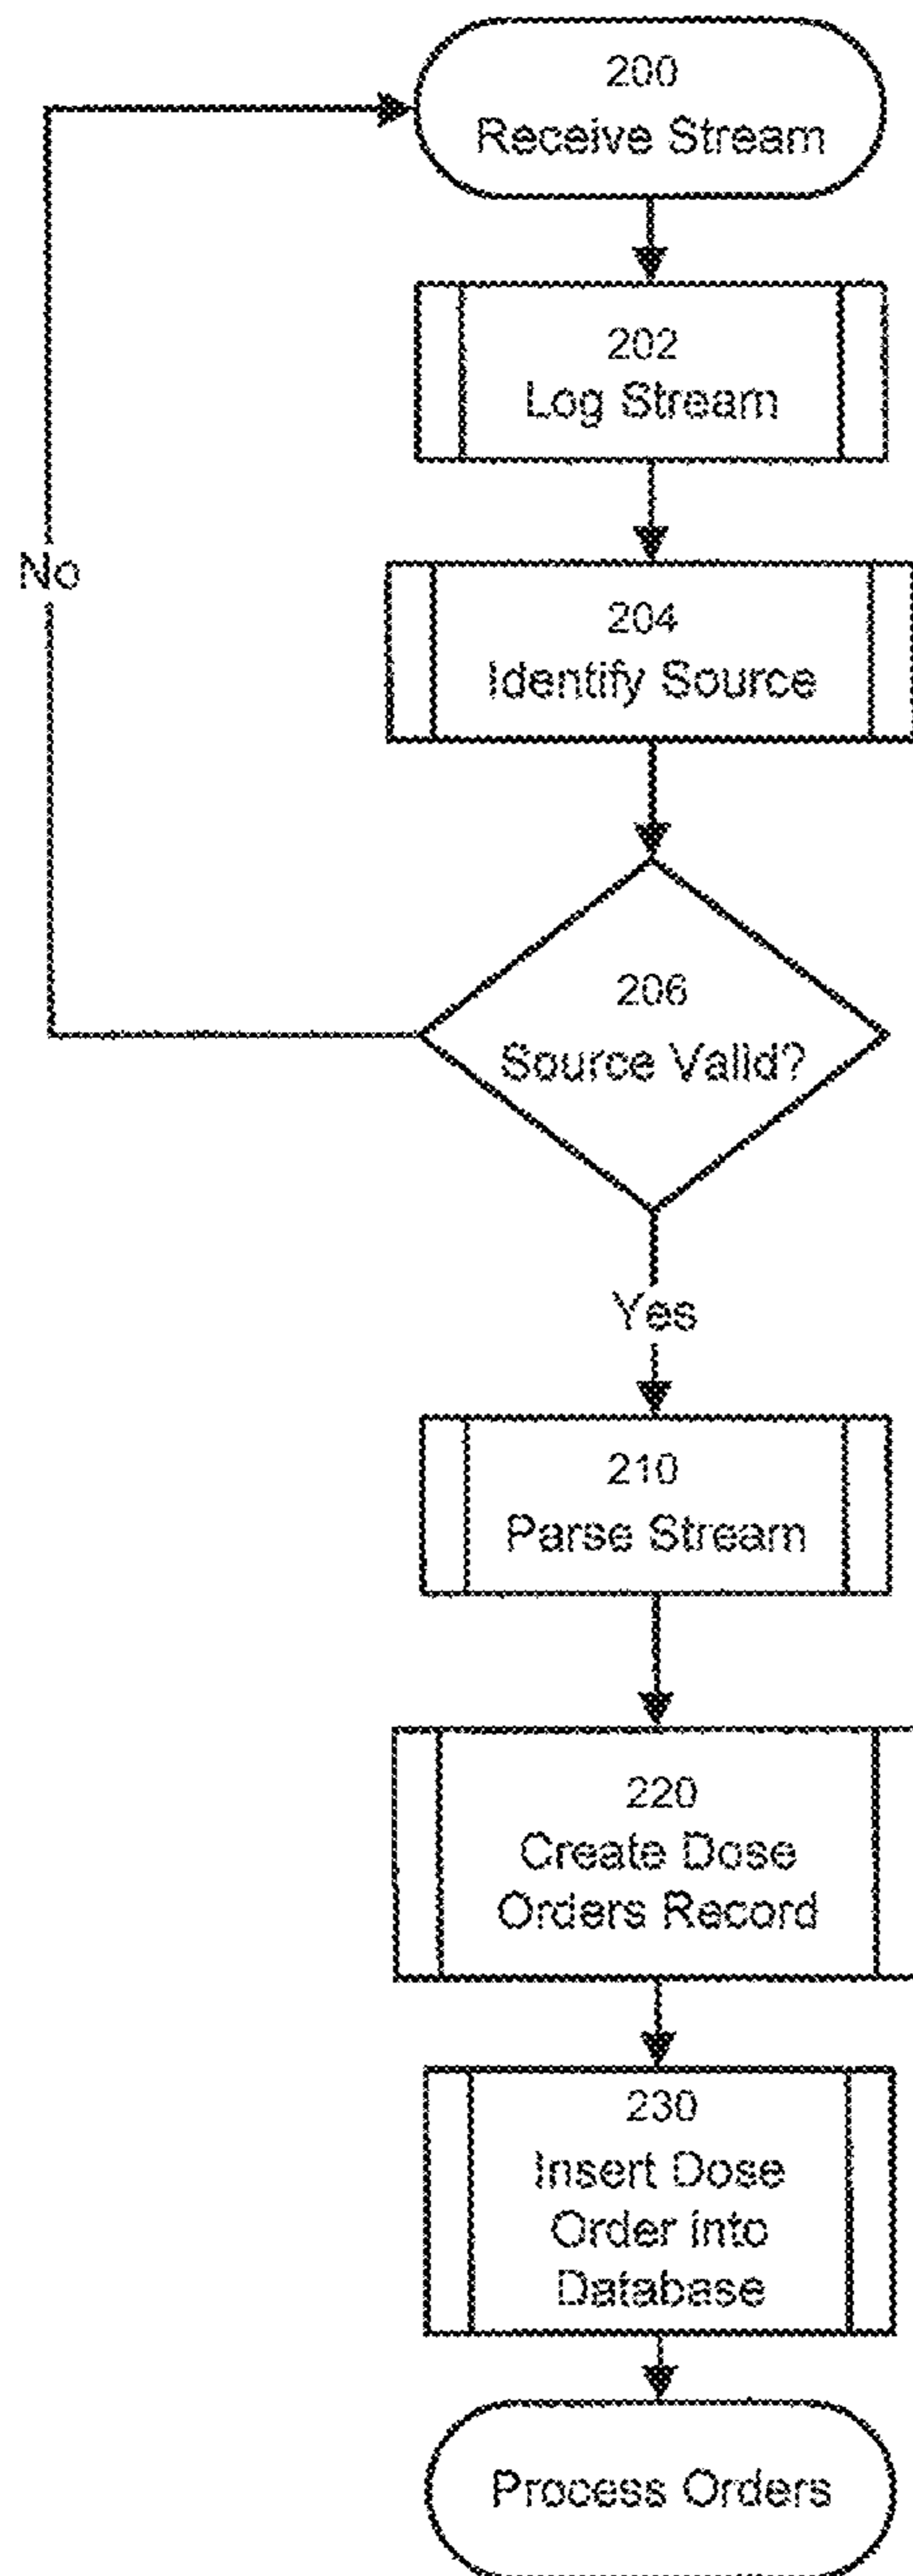 200
Receive Stream
202
Log Stream
204
Identify Source
No
206
Source Valid?
Yes
210
Parse Stream
220
Create Dose
Orders Record
230
Insert Dose
Order into
Database
Process Orders